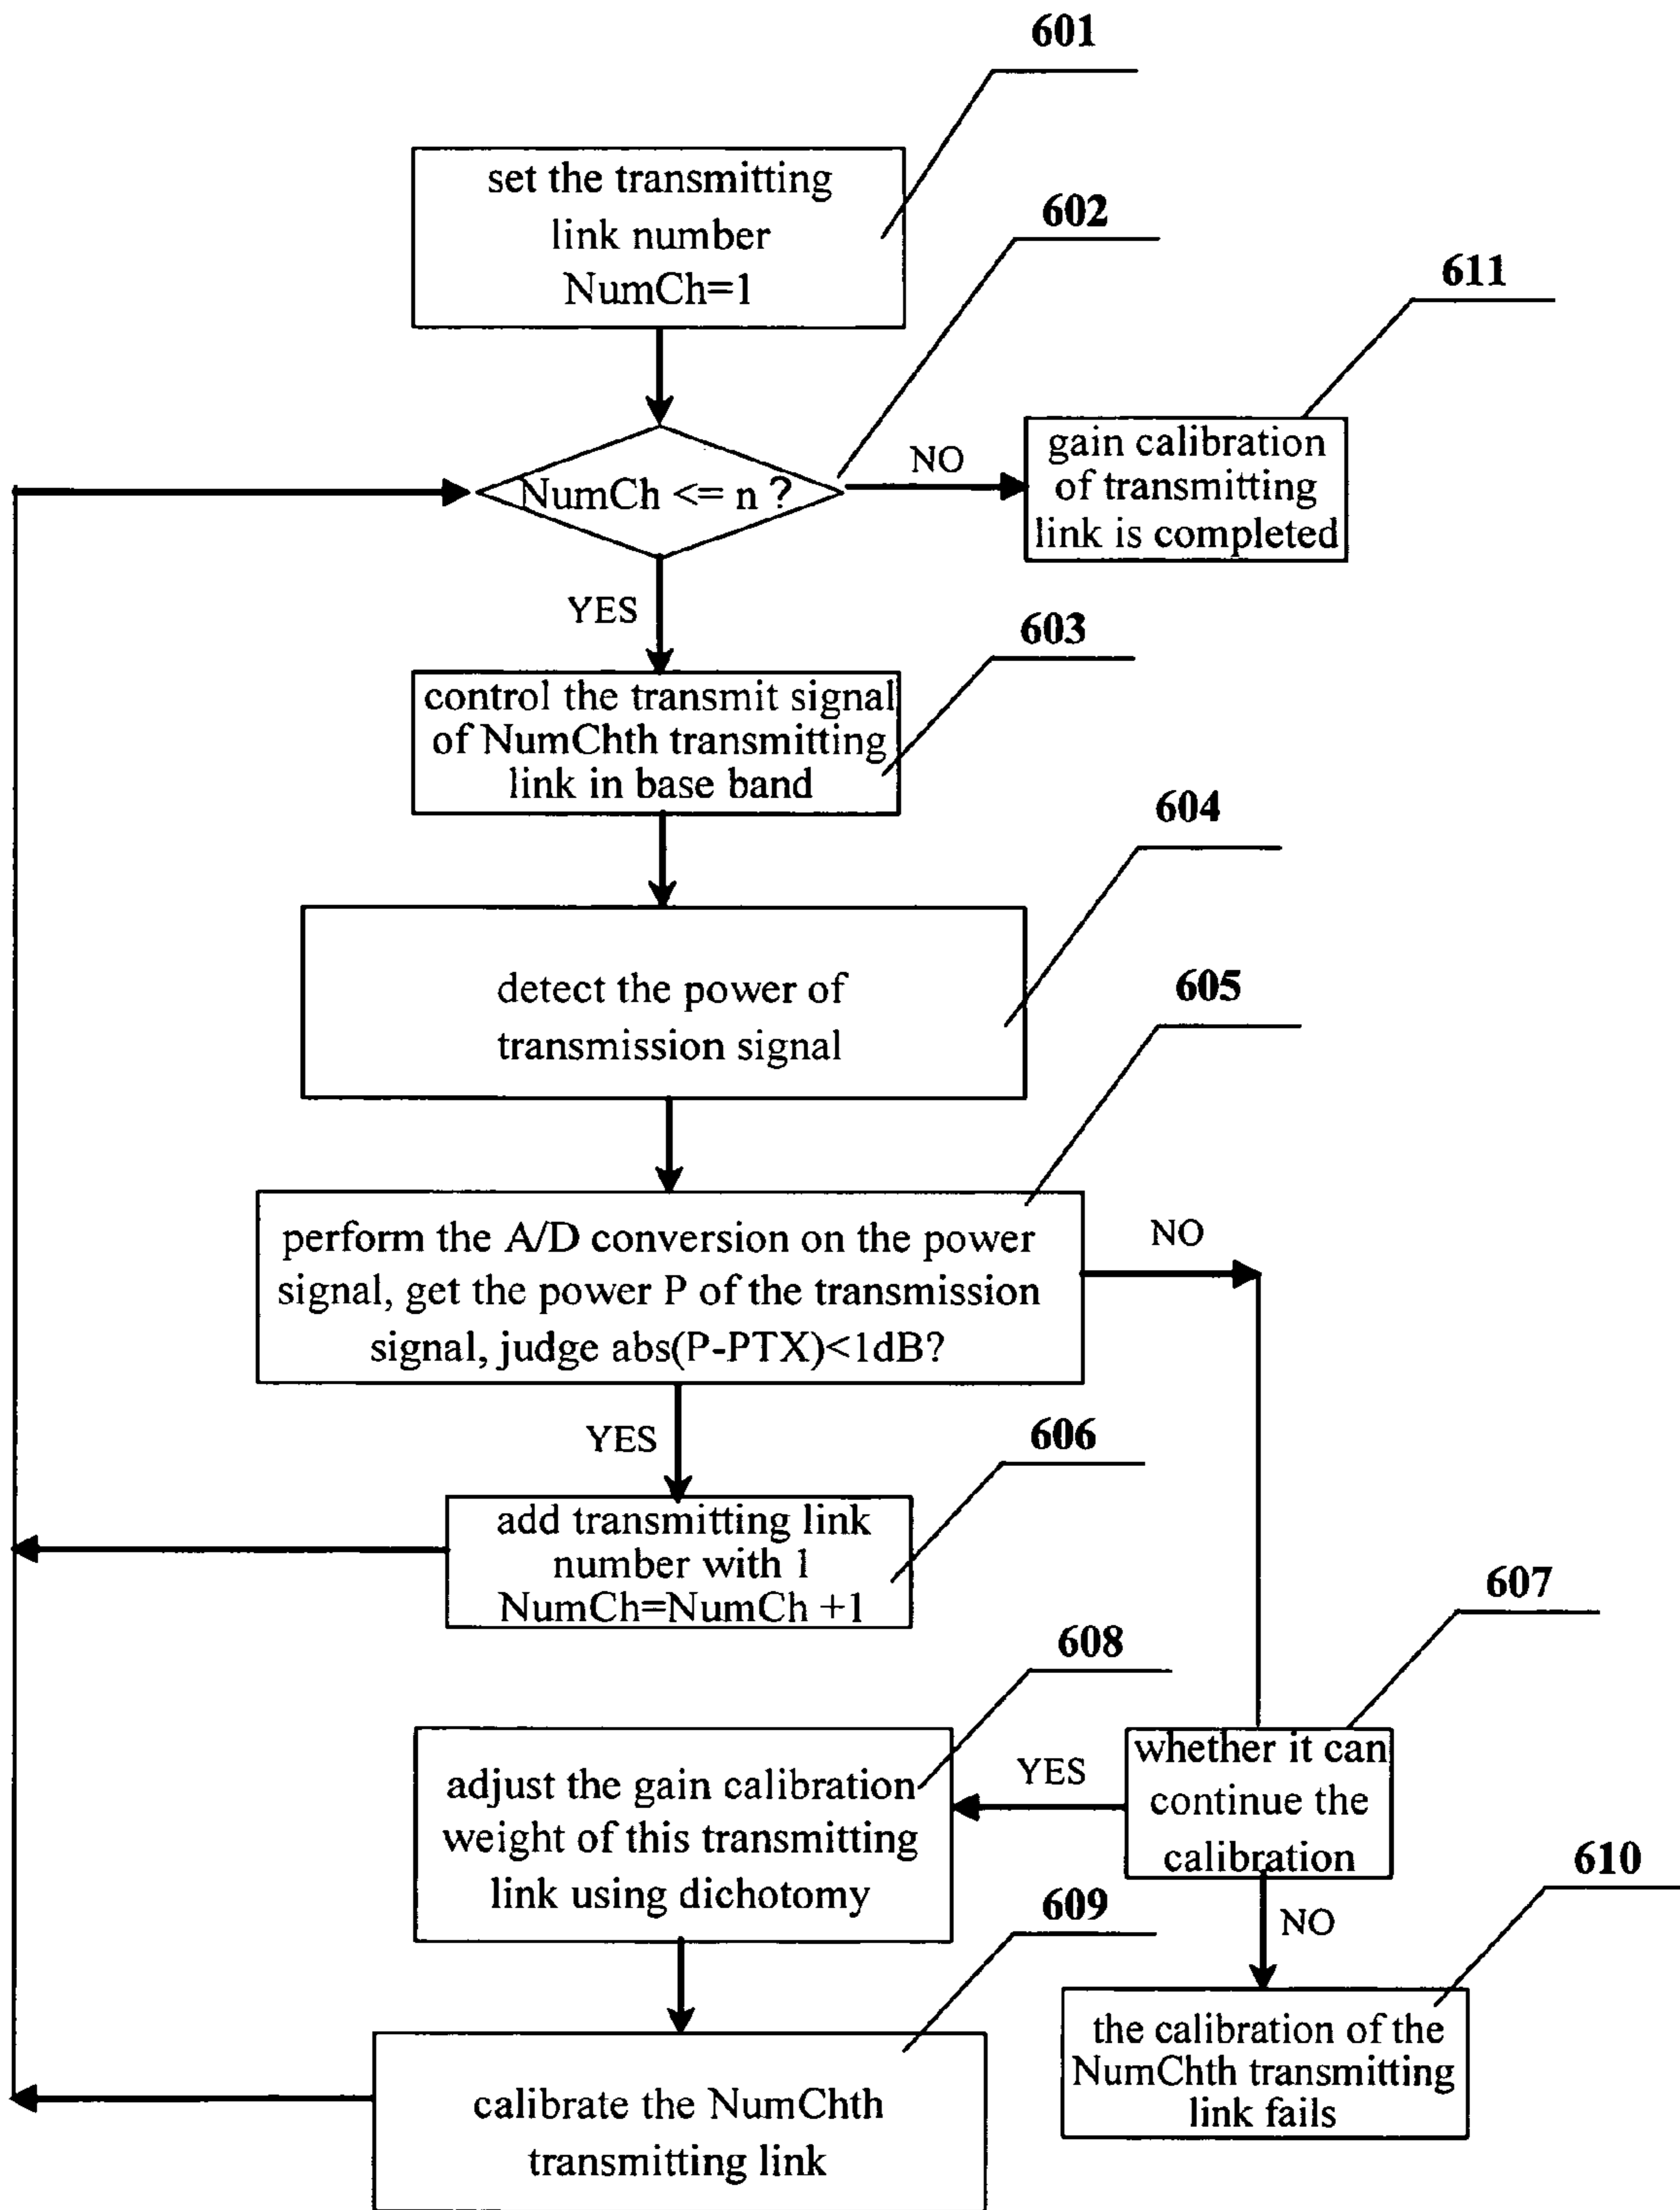 601
set the transmitting
link number
NumCh=1
602
611
NumCh <= n ?
NO
gain calibration
of transmitting
link is completed
YES
603
control the transmit signal
of NumChth transmitting
link in base band
604
detect the power of
transmission signal
605
perform the A/D conversion on the power
signal, get the power P of the transmission
signal, judge abs(P-PTX)<1dB?
NO
YES
606
add transmitting link
number with 1
NumCh=NumCh +1
607
608
whether it can
continue the
calibration
YES
adjust the gain calibration
weight of this transmitting
link using dichotomy
610
609
NO
the calibration of the
NumChth transmitting
link fails
calibrate the NumChth
transmitting link